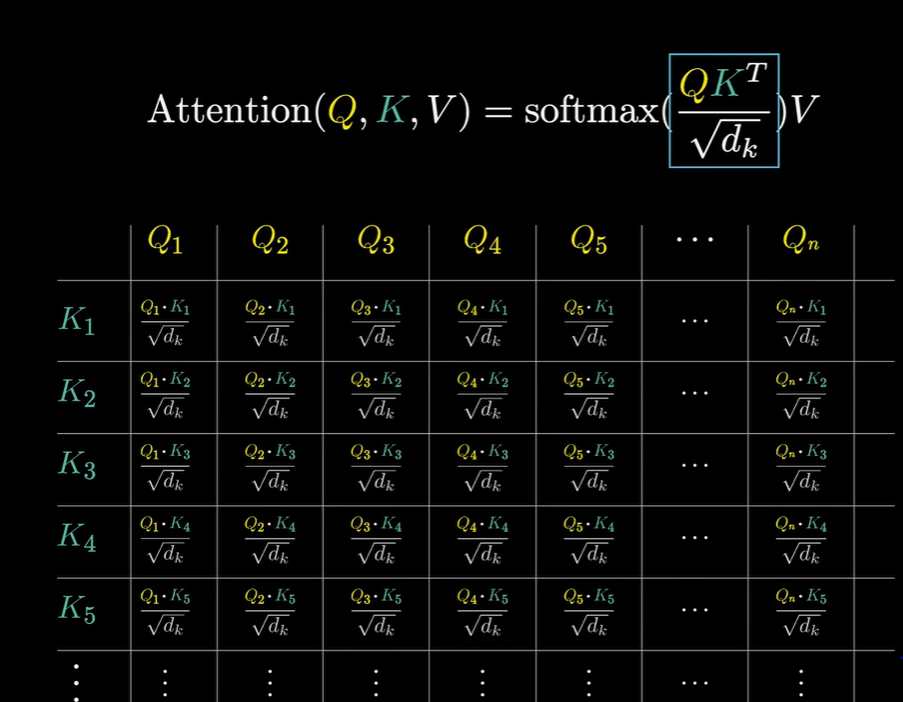 Attention(Q, K, V) = softmax(QK^T/√d_k)V
Q₁ Q₂ Q₃ Q₄ Q₅ ⋯ Qₙ
K₁ Q₁·K₁/√d_k Q₂·K₁/√d_k Q₃·K₁/√d_k Q₄·K₁/√d_k Q₅·K₁/√d_k ⋯ Qₙ·K₁/√d_k
K₂ Q₁·K₂/√d_k Q₂·K₂/√d_k Q₃·K₂/√d_k Q₄·K₂/√d_k Q₅·K₂/√d_k ⋯ Qₙ·K₂/√d_k
K₃ Q₁·K₃/√d_k Q₂·K₃/√d_k Q₃·K₃/√d_k Q₄·K₃/√d_k Q₅·K₃/√d_k ⋯ Qₙ·K₃/√d_k
K₄ Q₁·K₄/√d_k Q₂·K₄/√d_k Q₃·K₄/√d_k Q₄·K₄/√d_k Q₅·K₄/√d_k ⋯ Qₙ·K₄/√d_k
K₅ Q₁·K₅/√d_k Q₂·K₅/√d_k Q₃·K₅/√d_k Q₄·K₅/√d_k Q₅·K₅/√d_k ⋯ Qₙ·K₅/√d_k
⋮ ⋮ ⋮ ⋮ ⋮ ⋮ ⋯ ⋮